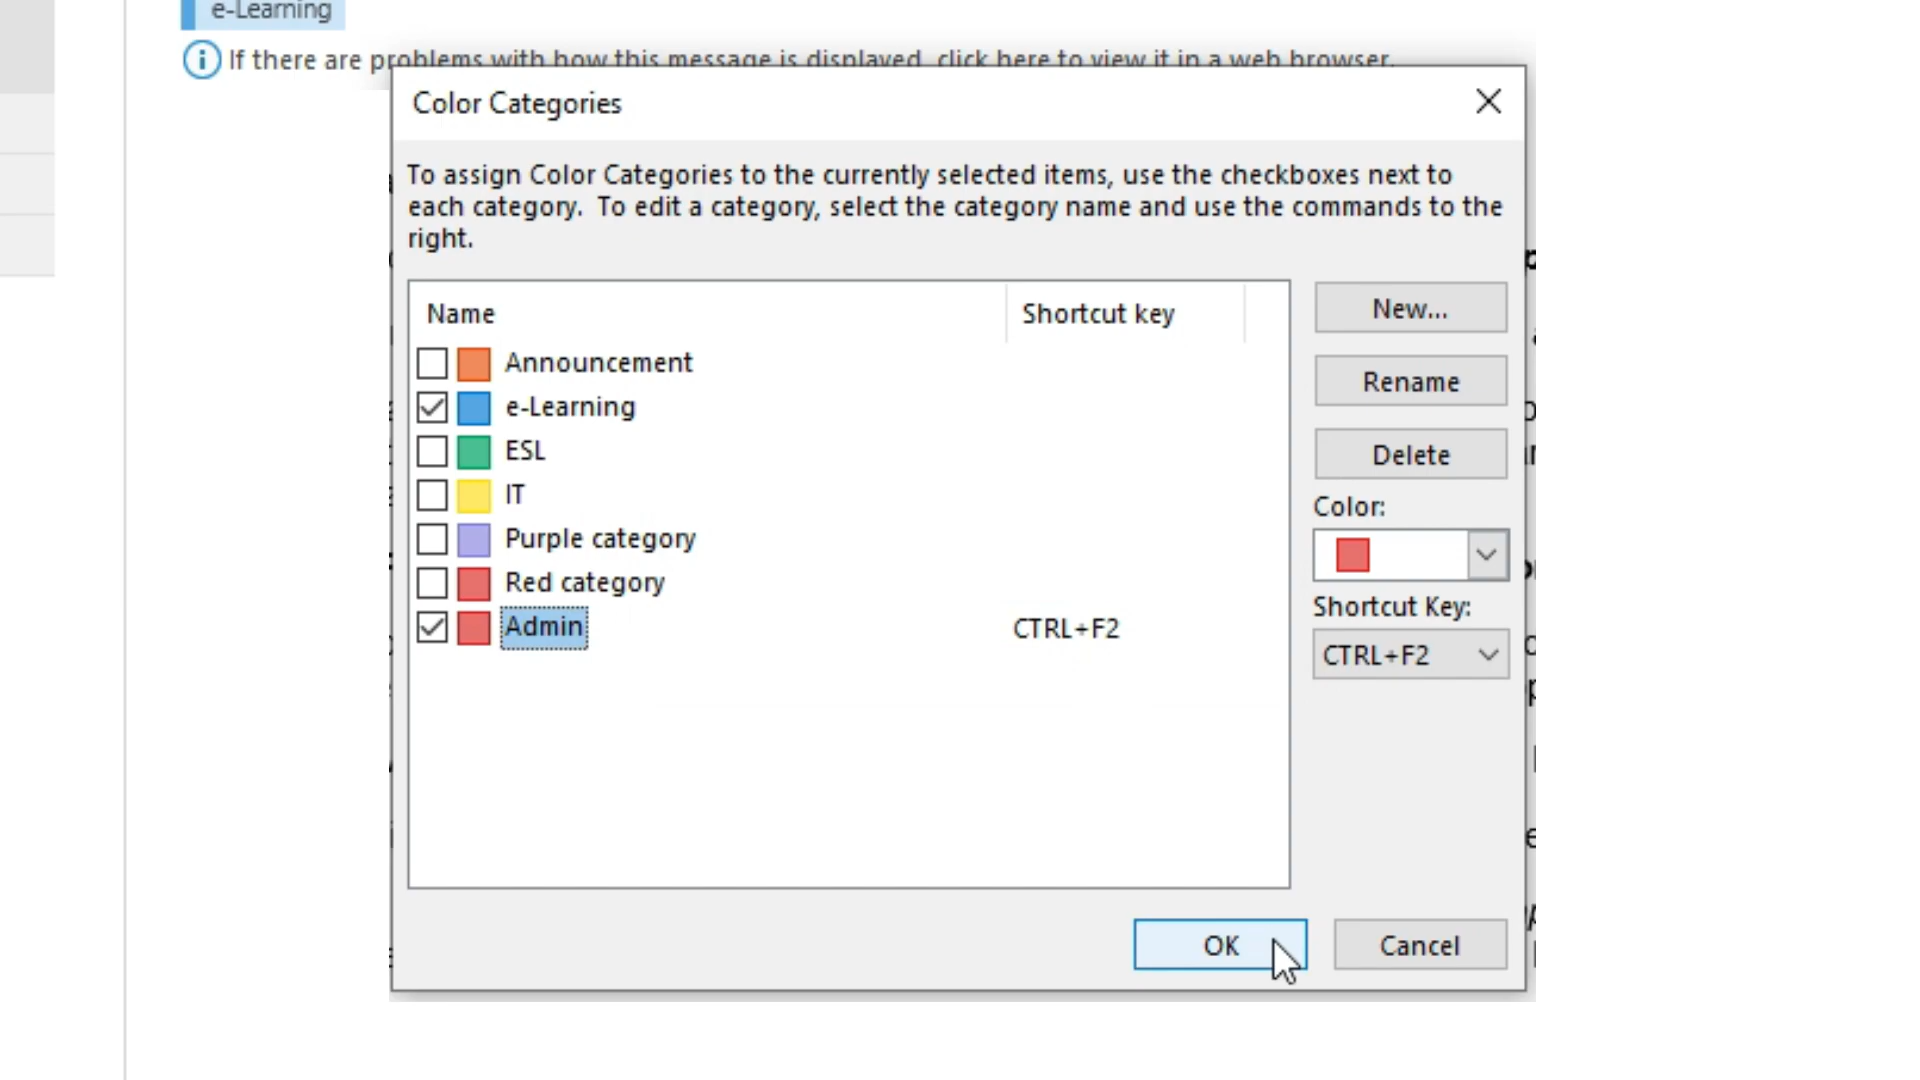 e-Learning
If there are problems with how this message is displayed, click here to view it in a web browser.
Color Categories
To assign Color Categories to the currently selected items, use the checkboxes next to
each category.  To edit a category, select the category name and use the commands to the
right.
Name Shortcut key
Announcement
e-Learning
ESL
IT
Purple category
Red category
Admin CTRL+F2
New...
Rename
Delete
Color:
Shortcut Key:
CTRL+F2
OK Cancel